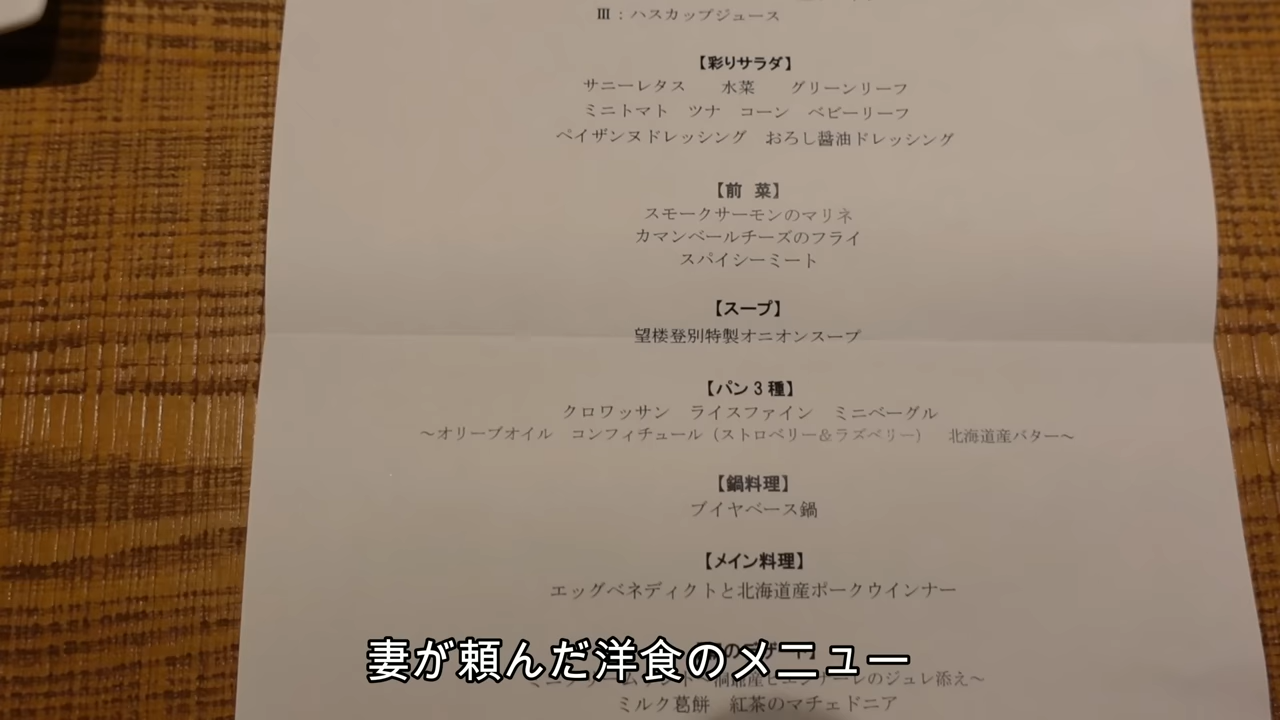 Ⅲ：ハスカップジュース
【彩りサラダ】
サニーレタス　水菜　グリーンリーフ
ミニトマト　ツナ　コーン　ベビーリーフ
ペイザンヌドレッシング　おろし醤油ドレッシング
【前 菜】
スモークサーモンのマリネ
カマンベールチーズのフライ
スパイシーミート
【スープ】
望楼登別特製オニオンスープ
【パン３種】
クロワッサン　ライスファイン　ミニベーグル
～オリーブオイル　コンフィチュール（ストロベリー＆ラズベリー）　北海道産バター～
【鍋料理】
ブイヤベース鍋
【メイン料理】
エッグベネディクトと北海道産ポークウインナー
妻が頼んだ洋食のメニュー
のジュレ添え～
ミルク葛餅　紅茶のマチェドニア